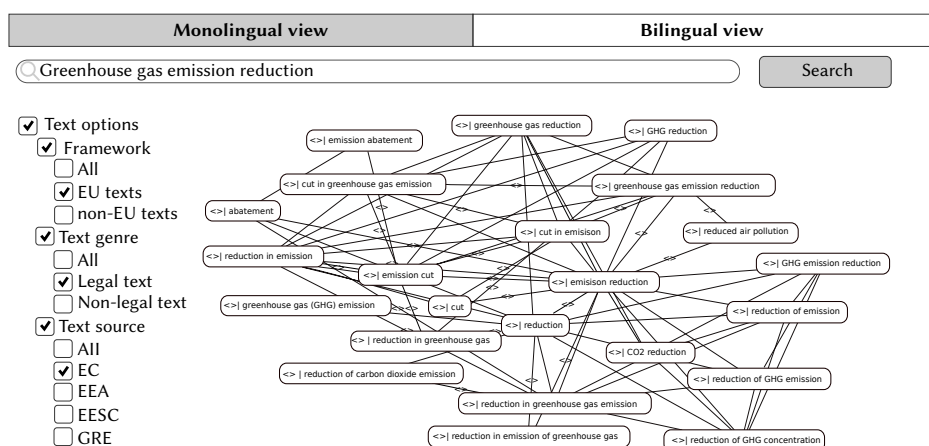 Monolingual view
Bilingual view
Greenhouse gas emission reduction
Search
Text options
Framework
All
EU texts
non-EU texts
Text genre
All
Legal text
Non-legal text
Text source
All
EC
EEA
EESC
GRE
<>| greenhouse gas reduction
<>| GHG reduction
<>| emission abatement
<>| cut in greenhouse gas emission
<>
<>| greenhouse gas emission reduction
<>| abatement
<>
<>
<>
<>
<>| cut in emisison
<>
<>| reduced air pollution
<>
<>| reduction in emission
<>
<>
<>| GHG emission reduction
<>| emission cut
<>| emisison reduction
<>
<>| greenhouse gas (GHG) emission
<><>
<>| cut
<>
<>| reduction of emission
<>| reduction
<>
<>| reduction in greenhouse gas
<>| CO2 reduction
<>
<>| reduction of carbon dioxide emission
<>
<>| reduction of GHG emission
<>
<>| reduction in greenhouse gas emission
<>| reduction in emission of greenhouse gas
<>| reduction of GHG concentration